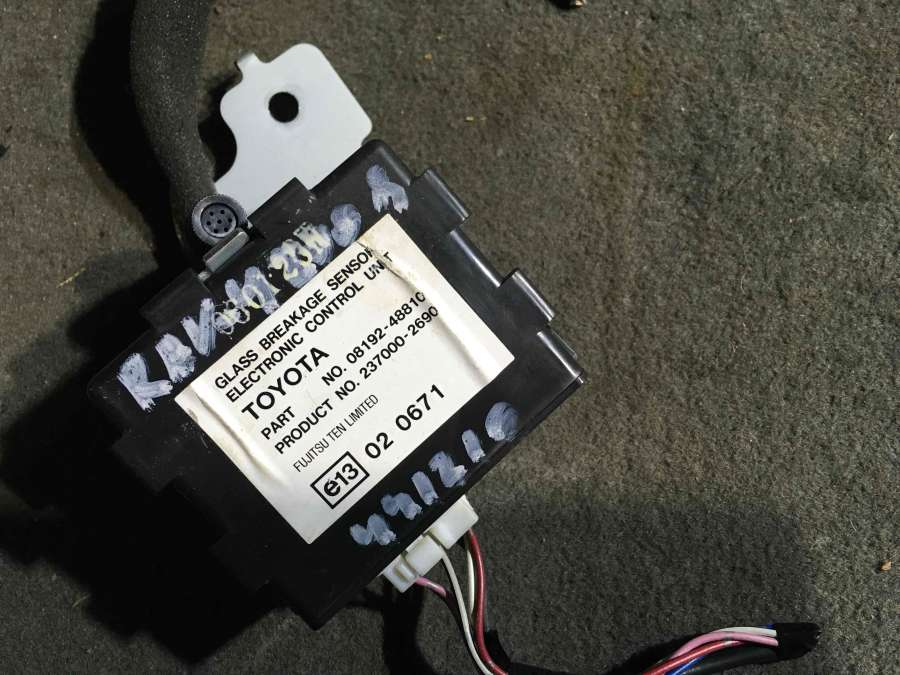 GLASS BREAKAGE SENSOR
ELECTRONIC CONTROL UNIT
TOYOTA
PART NO. 08192-48810
PRODUCT NO. 237000-2690
FUJITSU TEN LIMITED
e13 02 0671